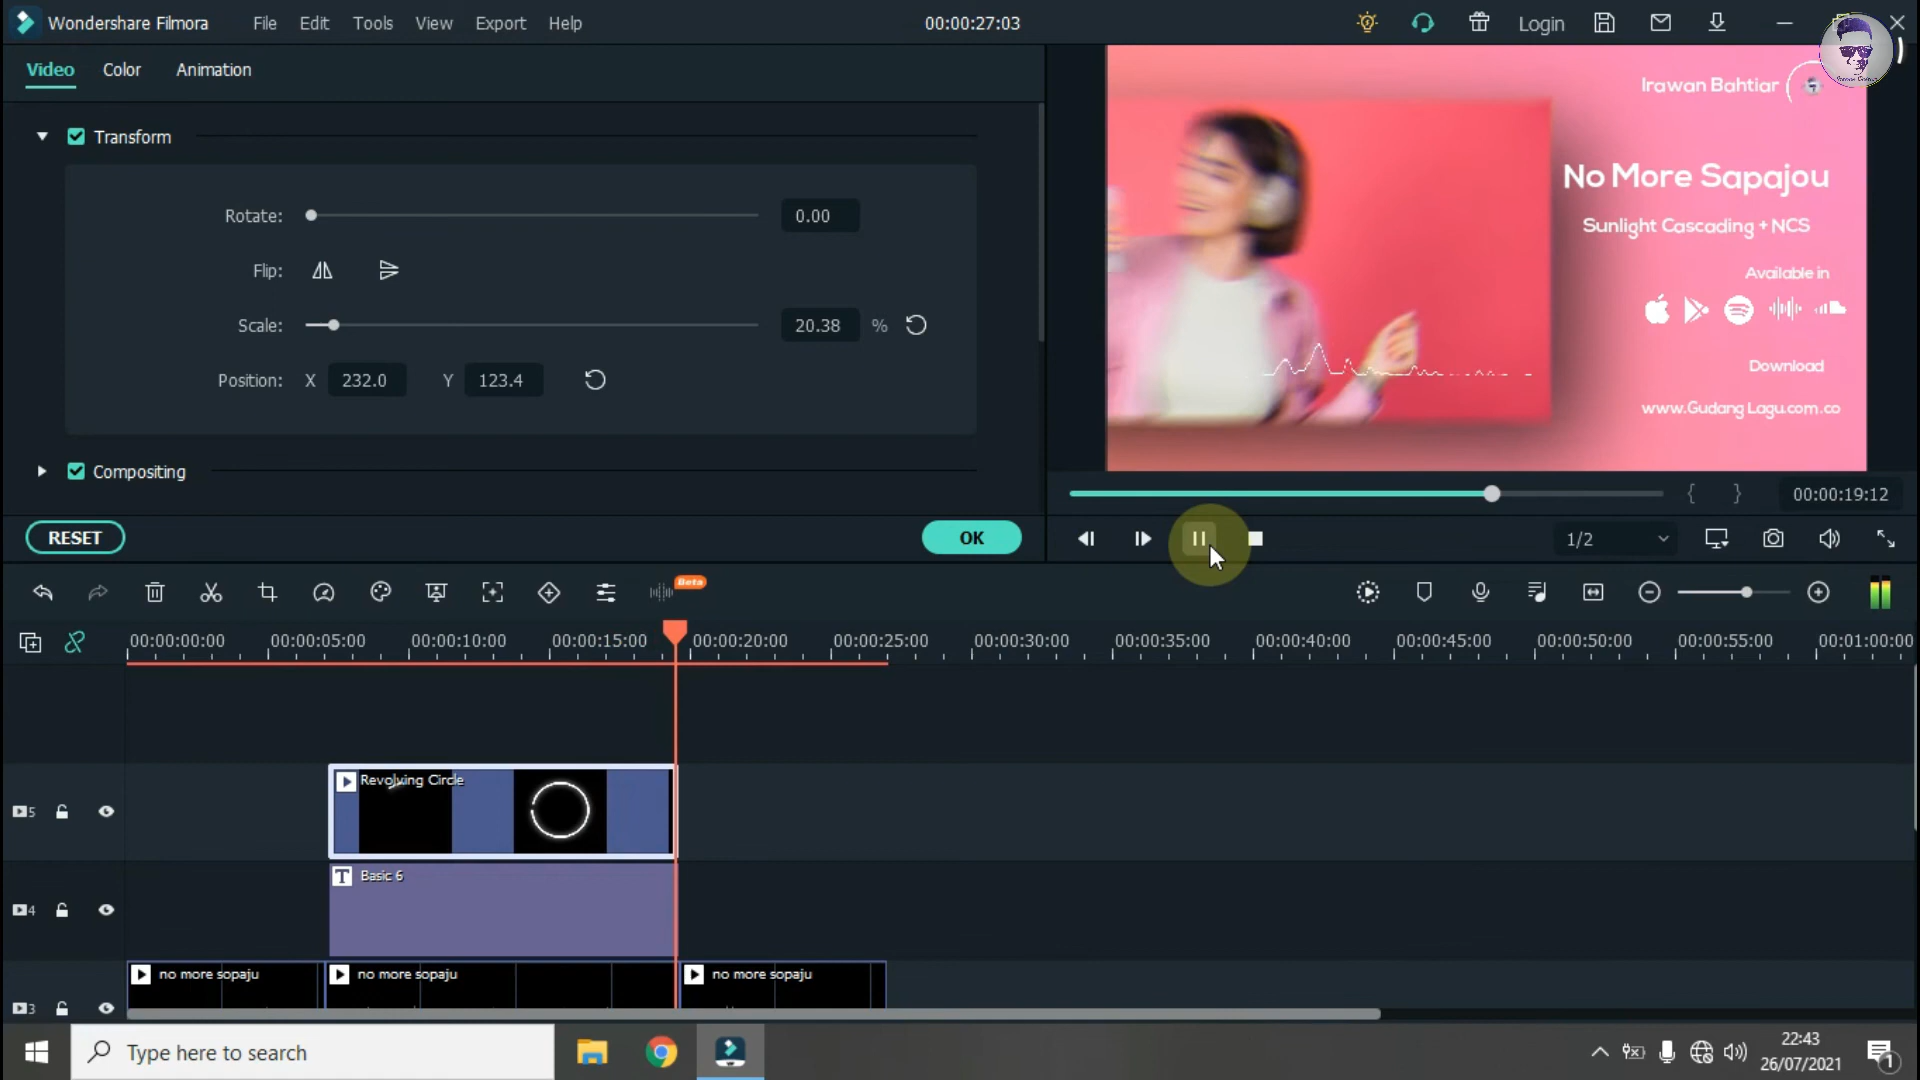 Wondershare Filmora File Edit Tools View Export Help 00:00:27:03 Login
Video Color Animation
Transform
Rotate: 0.00
Flip:
Scale: 20.38 %
Position: X 232.0 Y 123.4
Compositing
RESET OK
Irawan Bahtiar
No More Sapajou
Sunlight Cascading + NCS
Available in
Download
www.Gudang Lagu.com.co
{ } 00:00:19:12
1/2
Beta
00:00:00:00 00:00:05:00 00:00:10:00 00:00:15:00 00:00:20:00 00:00:25:00 00:00:30:00 00:00:35:00 00:00:40:00 00:00:45:00 00:00:50:00 00:00:55:00 00:01:00:00
5 Revolving Circle
4 T Basic 6
3 no more sopaju no more sopaju no more sopaju
Type here to search
22:43
26/07/2021
1